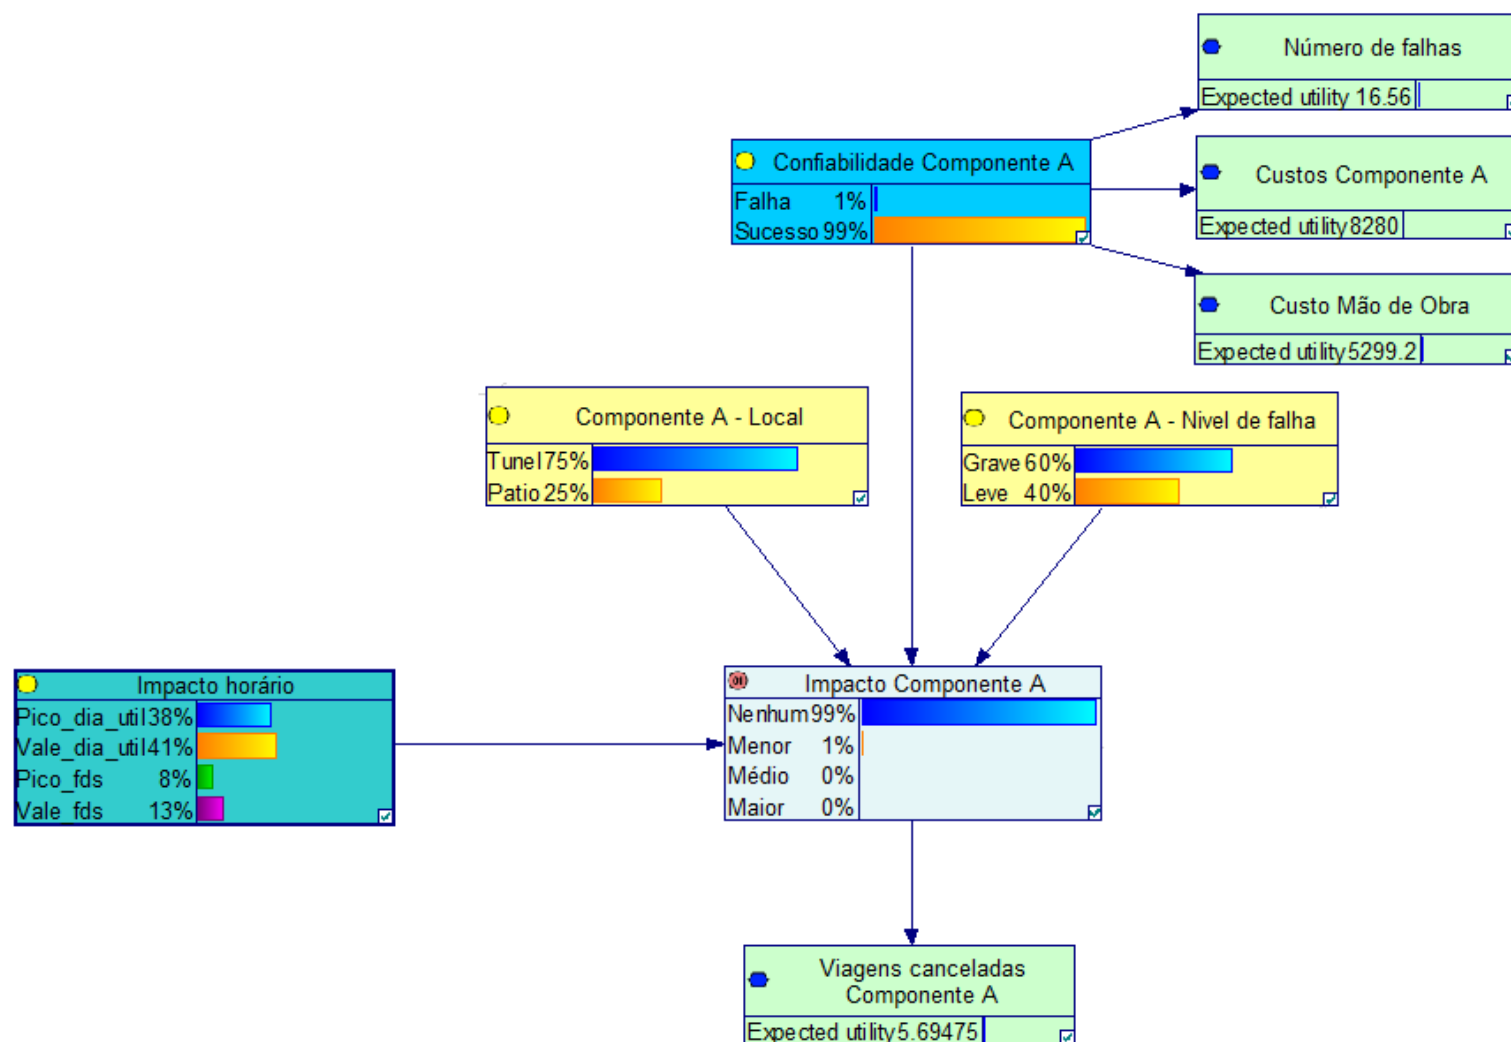 Número de falhas
Expected utility 16.56
Confiabilidade Componente A
Falha 1%
Sucesso 99%
Custos Componente A
Expected utility 8280
Custo Mão de Obra
Expected utility 5299.2
Componente A - Local
Tunel 75%
Patio 25%
Componente A - Nivel de falha
Grave 60%
Leve 40%
Impacto horário
Pico_dia_util 38%
Vale_dia_util 41%
Pico_fds 8%
Vale_fds 13%
Impacto Componente A
Nenhum 99%
Menor 1%
Médio 0%
Maior 0%
Viagens canceladas
Componente A
Expected utility 5.69475